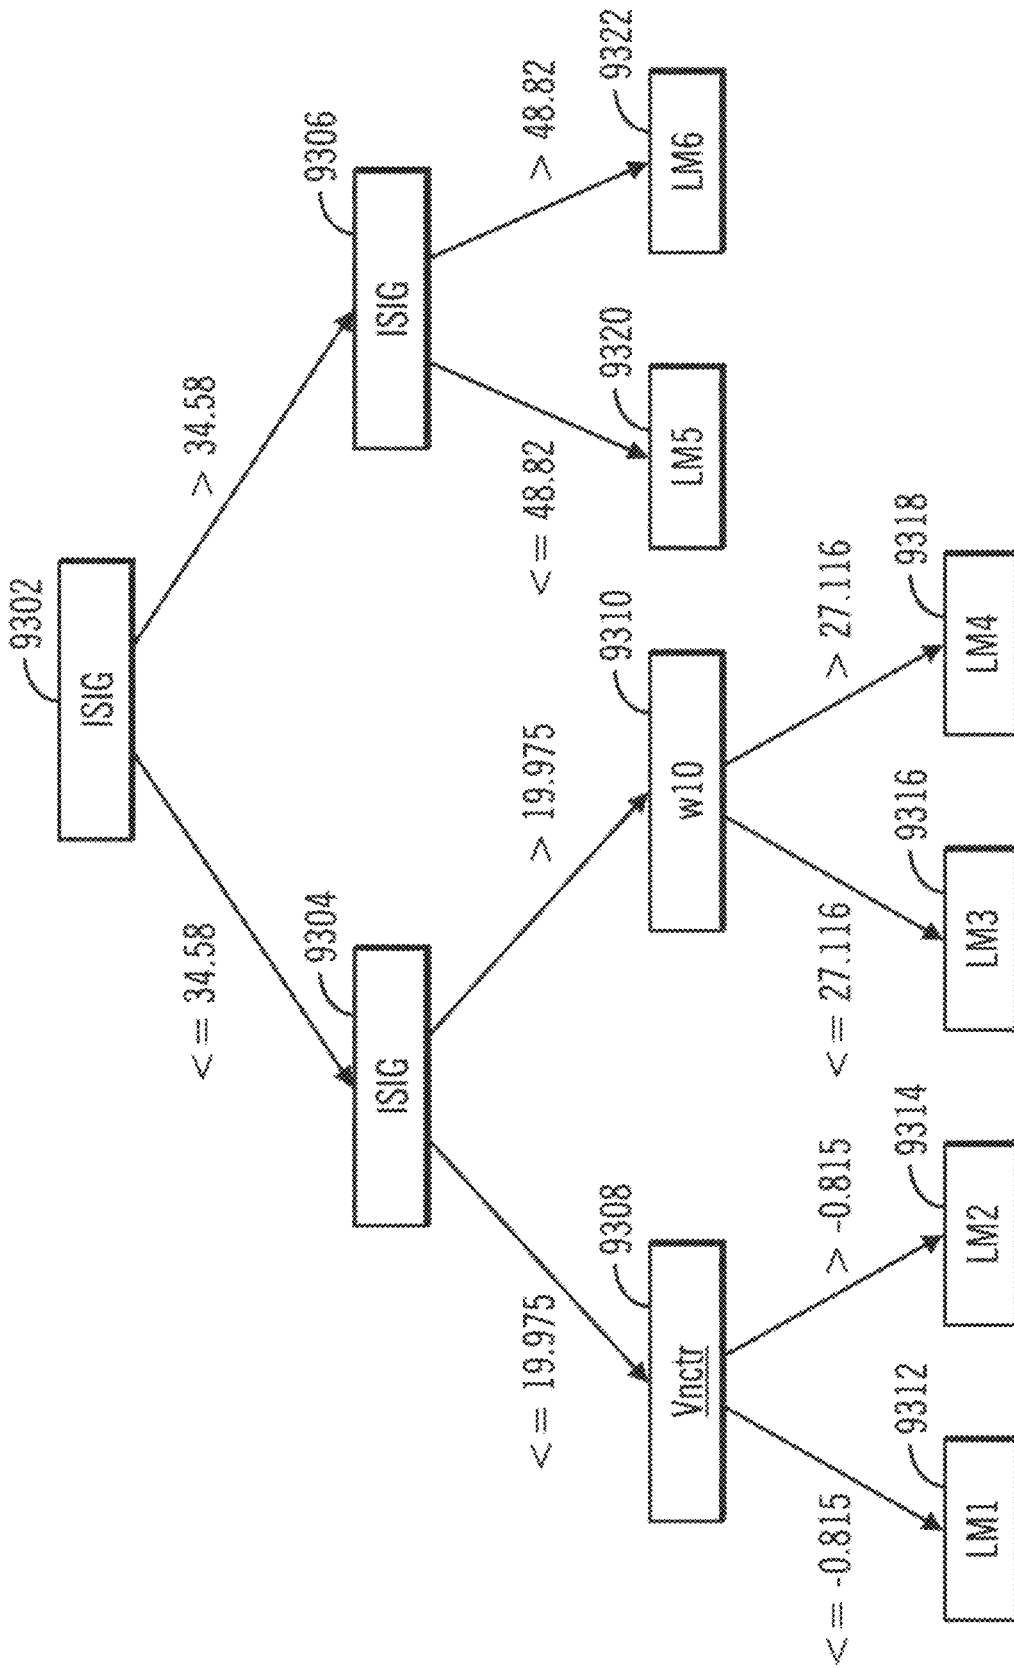 9302
ISIG
<= 34.58
> 34.58
9304
ISIG
9306
ISIG
<= 19.975
> 19.975
<= 48.82
> 48.82
9308
Vnctr
9310
w10
9320
LM5
9322
LM6
<= -0.815
> -0.815
<= 27.116
> 27.116
9312
LM1
9314
LM2
9316
LM3
9318
LM4